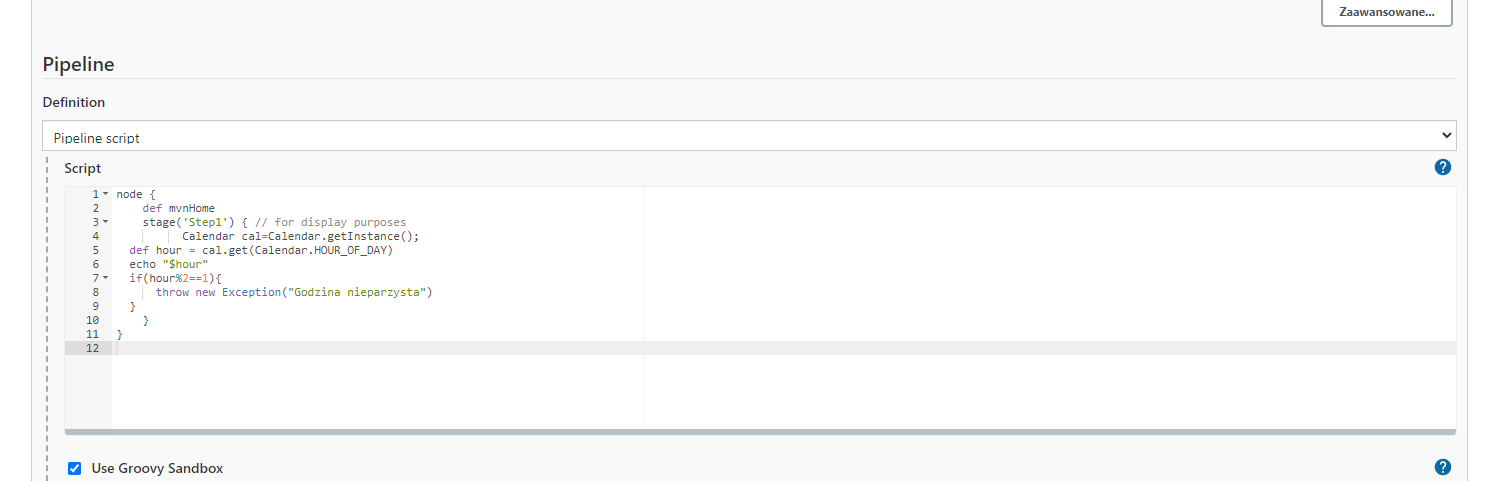 Zaawansowane...
Pipeline
Definition
Pipeline script
Script
?
1 node {
2 def mvnHome
3 stage('Step1') { // for display purposes
4 Calendar cal=Calendar.getInstance();
5 def hour = cal.get(Calendar.HOUR_OF_DAY)
6 echo "$hour"
7 if(hour%2==1){
8 throw new Exception("Godzina nieparzysta")
9 }
10 }
11 }
12
Use Groovy Sandbox
?